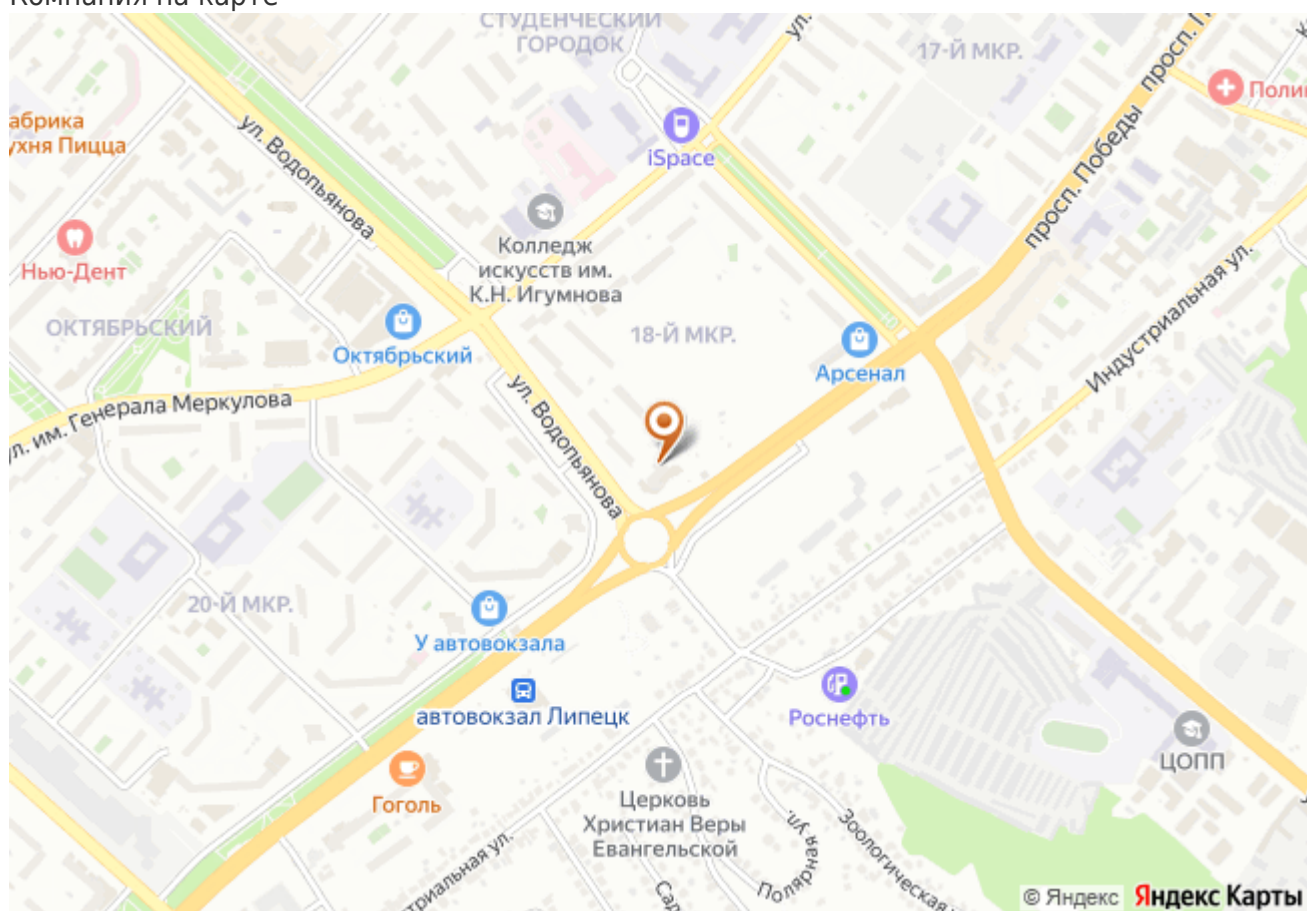 Компания на карте
СТУДЕНЧЕСКИЙ
ГОРОДОК
ул.
17-Й МКР.
просп. Победы
просп. П
абрика
ухня Пицца
ул. Водопьянова
iSpace
Поли
Нью-Дент
Колледж
искусств им.
К.Н. Игумнова
ОКТЯБРЬСКИЙ
Октябрьский
18-Й МКР.
Арсенал
Индустриальная ул.
л. им. Генерала Меркулова
ул. Водопьянова
20-Й МКР.
У автовокзала
автовокзал Липецк
Роснефть
ЦОПП
Гоголь
Церковь
Христиан Веры
Евангельской
стриальная ул.
Сад
Полярная ул.
Зоологическая
© Яндекс Яндекс Карты